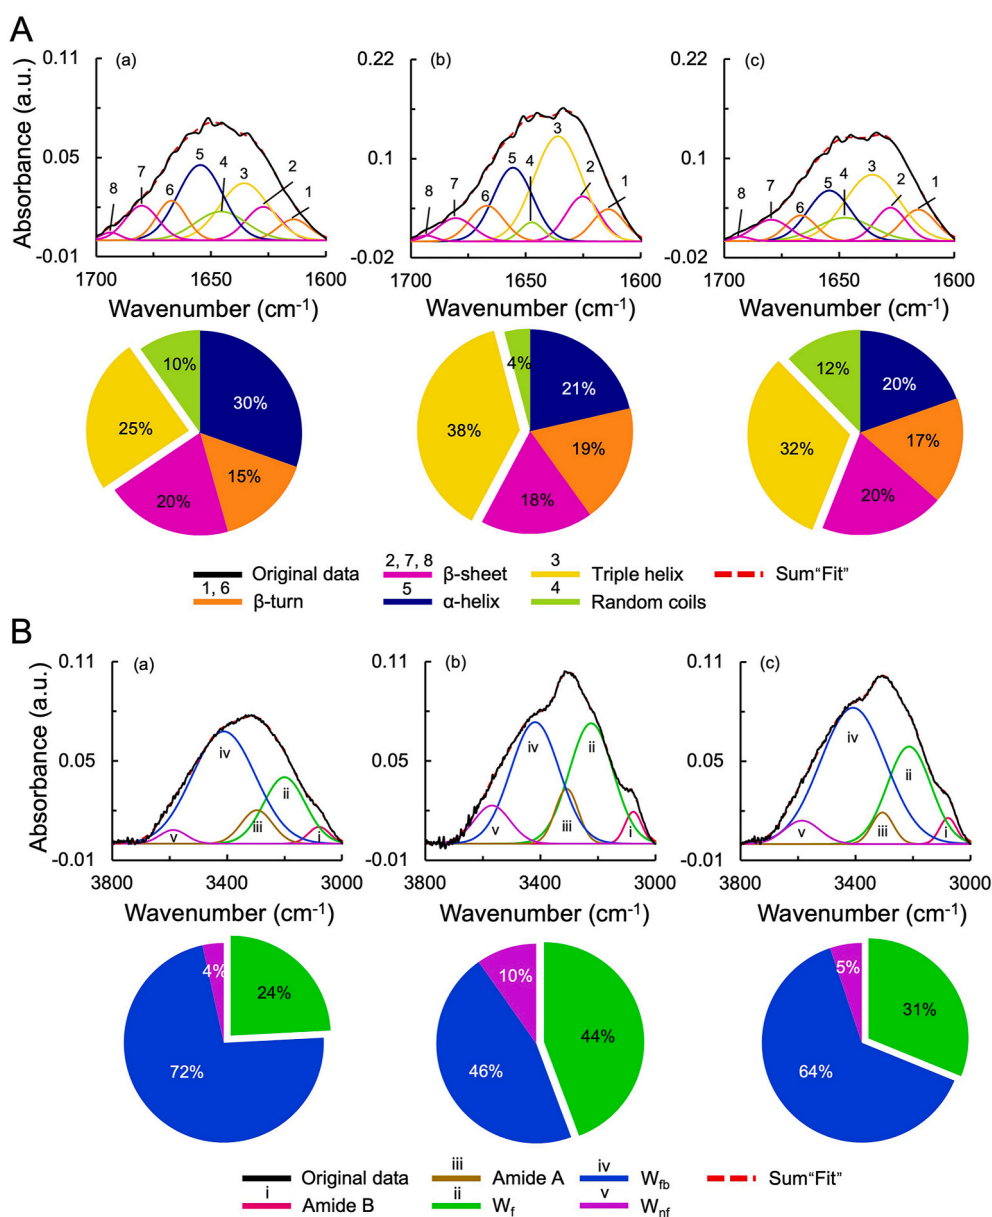 A
(a) (b) (c)
0.11 0.22 0.22
0.05 0.1 0.1
-0.01 -0.02 -0.02
Absorbance (a.u.)
8 7 6 5 4 3 2 1
8 7 6 5 4 3 2 1
8 7 6 5 4 3 2 1
1700 1650 1600 1700 1650 1600 1700 1650 1600
Wavenumber (cm-1) Wavenumber (cm-1) Wavenumber (cm-1)
10% 30% 25% 15% 20%
4% 21% 38% 19% 18%
12% 20% 32% 17% 20%
Original data 2, 7, 8 β-sheet 3 Triple helix Sum“Fit”
1, 6 β-turn 5 α-helix 4 Random coils
B
(a) (b) (c)
0.11 0.11 0.11
0.05 0.05 0.05
-0.01 -0.01 -0.01
Absorbance (a.u.)
v iv iii ii i
v iv iii ii i
v iv iii ii i
3800 3400 3000 3800 3400 3000 3800 3400 3000
Wavenumber (cm-1) Wavenumber (cm-1) Wavenumber (cm-1)
4% 24% 72%
10% 44% 46%
5% 31% 64%
Original data iii Amide A iv Wfb Sum“Fit”
i Amide B ii Wf v Wnf